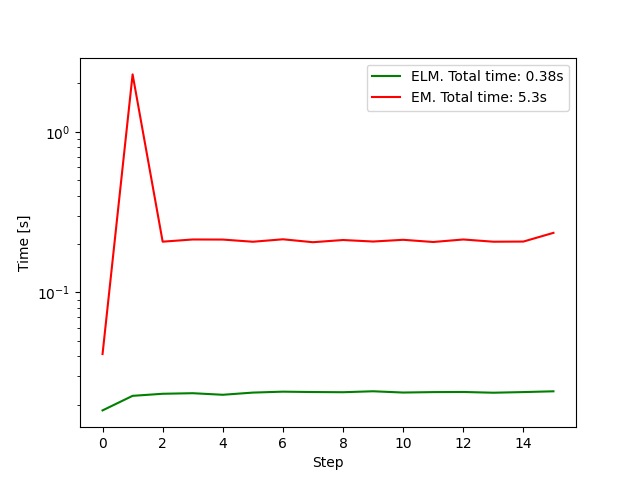 ELM. Total time: 0.38s
EM. Total time: 5.3s
10⁰
10⁻¹
Time [s]
0 2 4 6 8 10 12 14
Step